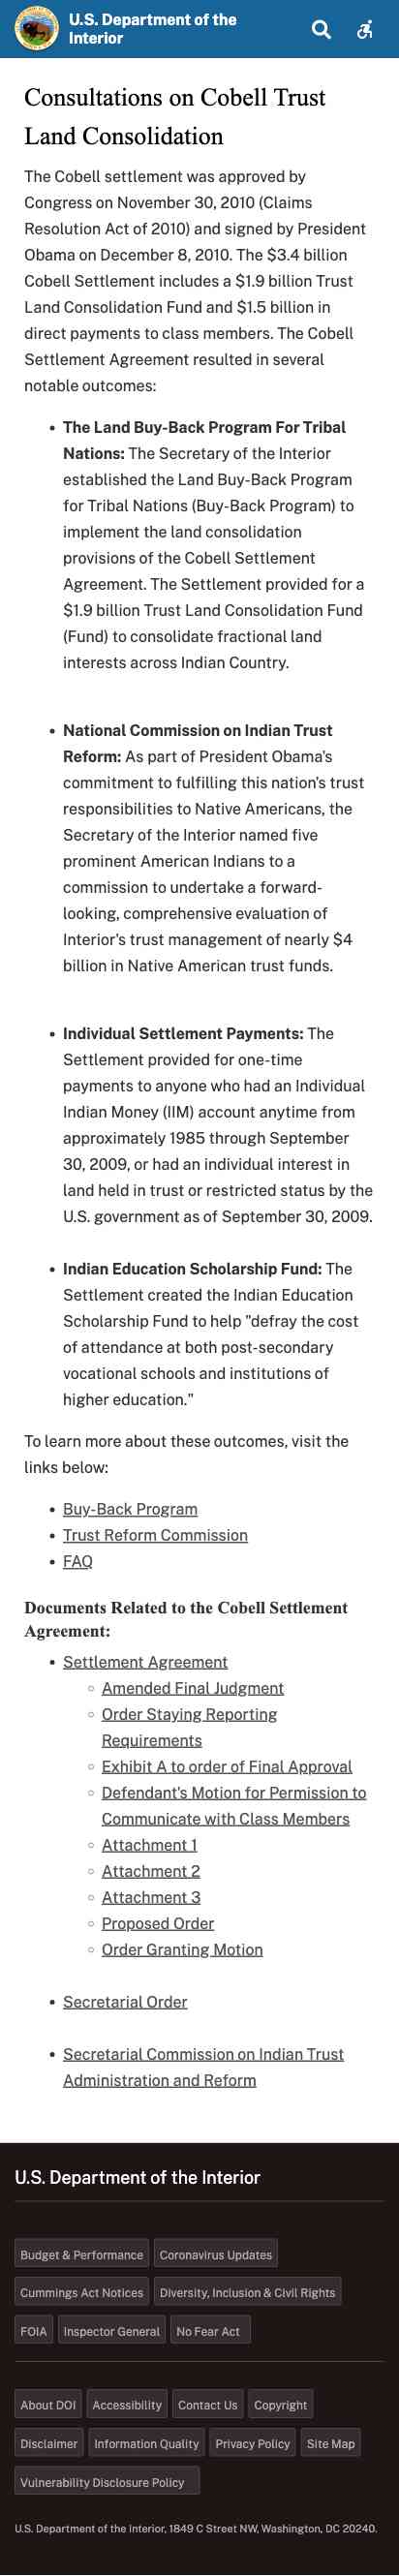 U.S. Department of the
Interior
Consultations on Cobell Trust
Land Consolidation
The Cobell settlement was approved by
Congress on November 30, 2010 (Claims
Resolution Act of 2010) and signed by President
Obama on December 8, 2010. The $3.4 billion
Cobell Settlement includes a $1.9 billion Trust
Land Consolidation Fund and $1.5 billion in
direct payments to class members. The Cobell
Settlement Agreement resulted in several
notable outcomes:
• The Land Buy-Back Program For Tribal
Nations: The Secretary of the Interior
established the Land Buy-Back Program
for Tribal Nations (Buy-Back Program) to
implement the land consolidation
provisions of the Cobell Settlement
Agreement. The Settlement provided for a
$1.9 billion Trust Land Consolidation Fund
(Fund) to consolidate fractional land
interests across Indian Country.
• National Commission on Indian Trust
Reform: As part of President Obama's
commitment to fulfilling this nation's trust
responsibilities to Native Americans, the
Secretary of the Interior named five
prominent American Indians to a
commission to undertake a forward-
looking, comprehensive evaluation of
Interior's trust management of nearly $4
billion in Native American trust funds.
• Individual Settlement Payments: The
Settlement provided for one-time
payments to anyone who had an Individual
Indian Money (IIM) account anytime from
approximately 1985 through September
30, 2009, or had an individual interest in
land held in trust or restricted status by the
U.S. government as of September 30, 2009.
• Indian Education Scholarship Fund: The
Settlement created the Indian Education
Scholarship Fund to help "defray the cost
of attendance at both post-secondary
vocational schools and institutions of
higher education."
To learn more about these outcomes, visit the
links below:
• Buy-Back Program
• Trust Reform Commission
• FAQ
Documents Related to the Cobell Settlement
Agreement:
• Settlement Agreement
◦ Amended Final Judgment
◦ Order Staying Reporting
Requirements
◦ Exhibit A to order of Final Approval
◦ Defendant's Motion for Permission to
Communicate with Class Members
◦ Attachment 1
◦ Attachment 2
◦ Attachment 3
◦ Proposed Order
◦ Order Granting Motion
• Secretarial Order
• Secretarial Commission on Indian Trust
Administration and Reform
U.S. Department of the Interior
Budget & Performance Coronavirus Updates
Cummings Act Notices Diversity, Inclusion & Civil Rights
FOIA Inspector General No Fear Act
About DOI Accessibility Contact Us Copyright
Disclaimer Information Quality Privacy Policy Site Map
Vulnerability Disclosure Policy
U.S. Department of the Interior, 1849 C Street NW, Washington, DC 20240.